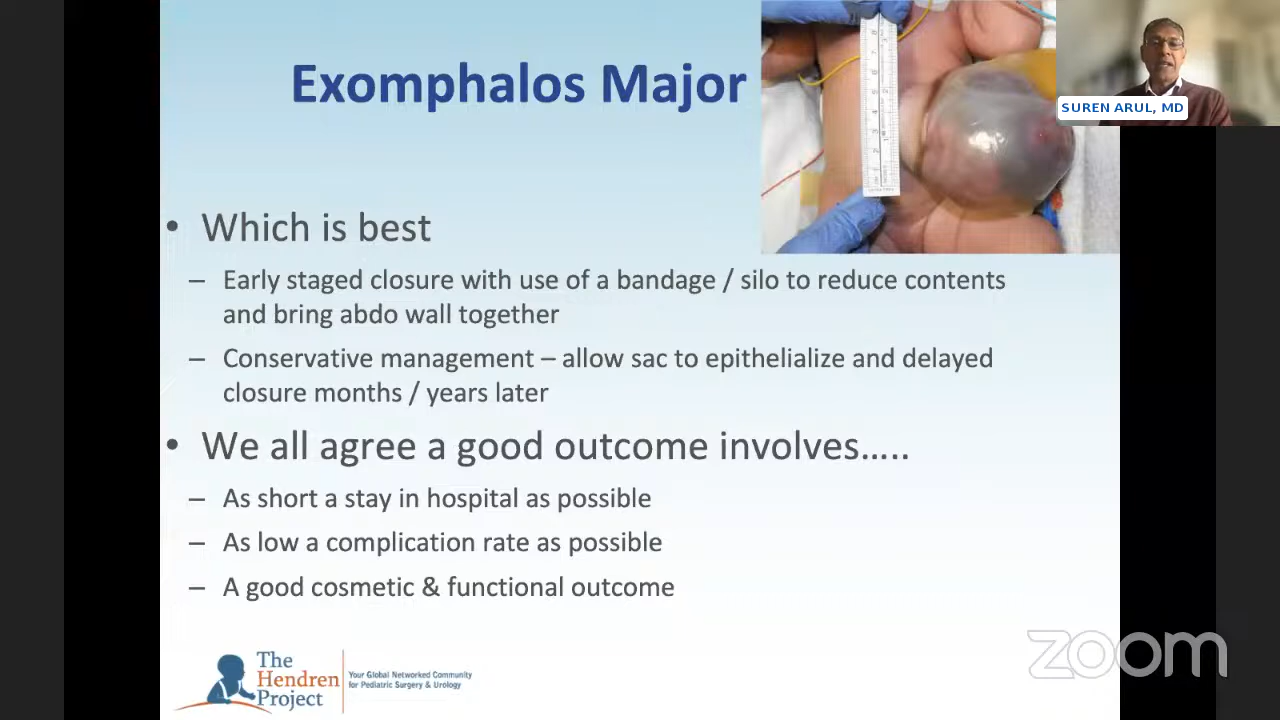 Exomphalos Major
SUREN ARUL, MD
• Which is best
– Early staged closure with use of a bandage / silo to reduce contents
and bring abdo wall together
– Conservative management – allow sac to epithelialize and delayed
closure months / years later
• We all agree a good outcome involves…..
– As short a stay in hospital as possible
– As low a complication rate as possible
– A good cosmetic & functional outcome
The
Hendren
Project
Your Global Networked Community
for Pediatric Surgery & Urology
zoom